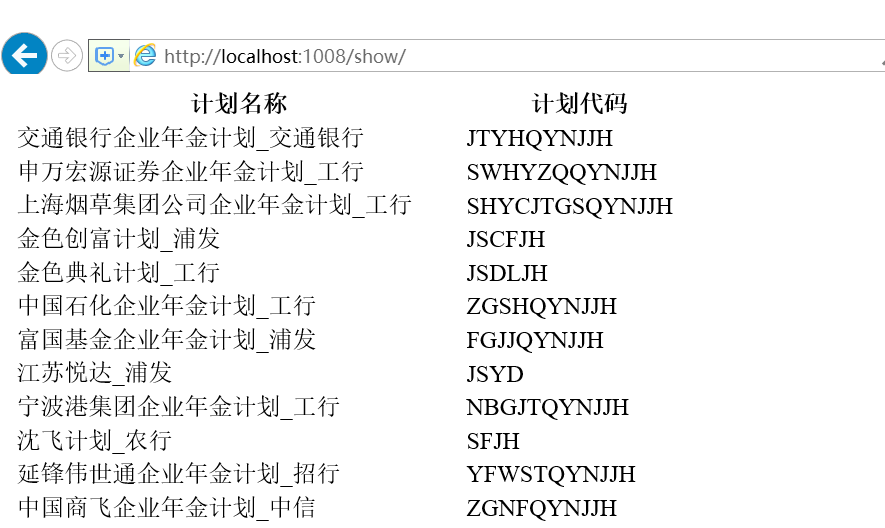 http://localhost:1008/show/
计划名称 计划代码
交通银行企业年金计划_交通银行 JTYHQYNJJH
申万宏源证券企业年金计划_工行 SWHYZQQYNJJH
上海烟草集团公司企业年金计划_工行 SHYCJTGSQYNJJH
金色创富计划_浦发 JSCFJH
金色典礼计划_工行 JSDLJH
中国石化企业年金计划_工行 ZGSHQYNJJH
富国基金企业年金计划_浦发 FGJJQYNJJH
江苏悦达_浦发 JSYD
宁波港集团企业年金计划_工行 NBGJTQYNJJH
沈飞计划_农行 SFJH
延锋伟世通企业年金计划_招行 YFWSTQYNJJH
中国商飞企业年金计划_中信 ZGNFQYNJJH